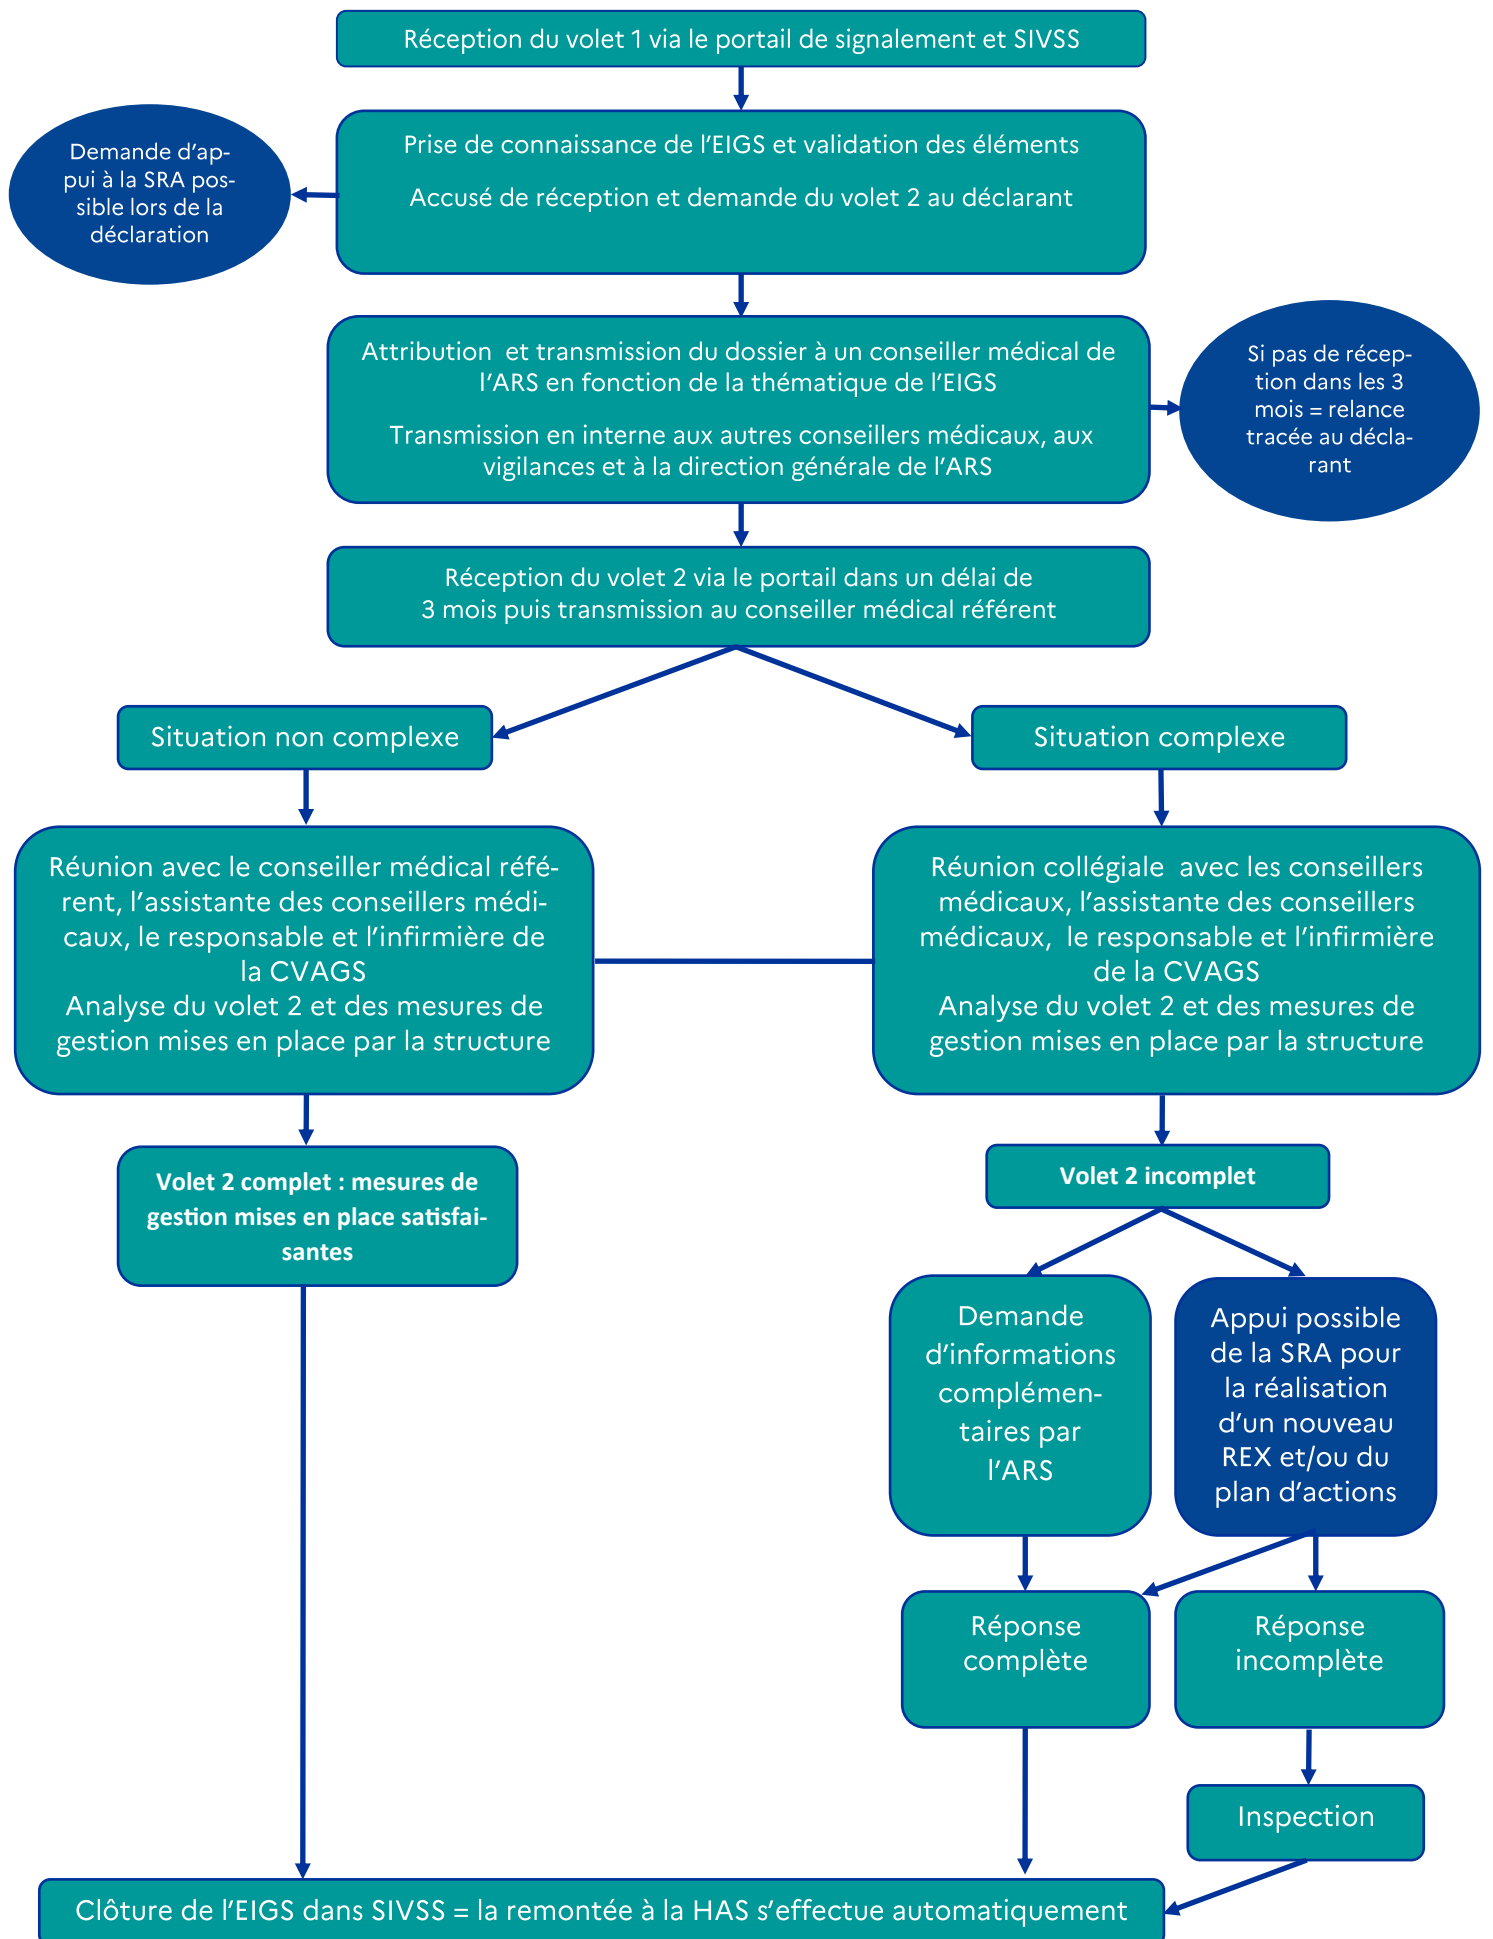 Réception du volet 1 via le portail de signalement et SIVSS
Prise de connaissance de l’EIGS et validation des éléments
Accusé de réception et demande du volet 2 au déclarant
Demande d’ap-
pui à la SRA pos-
sible lors de la
déclaration
Attribution  et transmission du dossier à un conseiller médical de
l’ARS en fonction de la thématique de l’EIGS
Transmission en interne aux autres conseillers médicaux, aux
vigilances et à la direction générale de l’ARS
Si pas de récep-
tion dans les 3
mois = relance
tracée au décla-
rant
Réception du volet 2 via le portail dans un délai de
3 mois puis transmission au conseiller médical référent
Situation non complexe
Situation complexe
Réunion avec le conseiller médical réfé-
rent, l’assistante des conseillers médi-
caux, le responsable et l’infirmière de
la CVAGS
Analyse du volet 2 et des mesures de
gestion mises en place par la structure
Réunion collégiale  avec les conseillers
médicaux, l’assistante des conseillers
médicaux,  le responsable et l’infirmière
de la CVAGS
Analyse du volet 2 et des mesures de
gestion mises en place par la structure
Volet 2 complet : mesures de
gestion mises en place satisfai-
santes
Volet 2 incomplet
Demande
d’informations
complémen-
taires par
l’ARS
Appui possible
de la SRA pour
la réalisation
d’un nouveau
REX et/ou du
plan d’actions
Réponse
complète
Réponse
incomplète
Inspection
Clôture de l’EIGS dans SIVSS = la remontée à la HAS s’effectue automatiquement